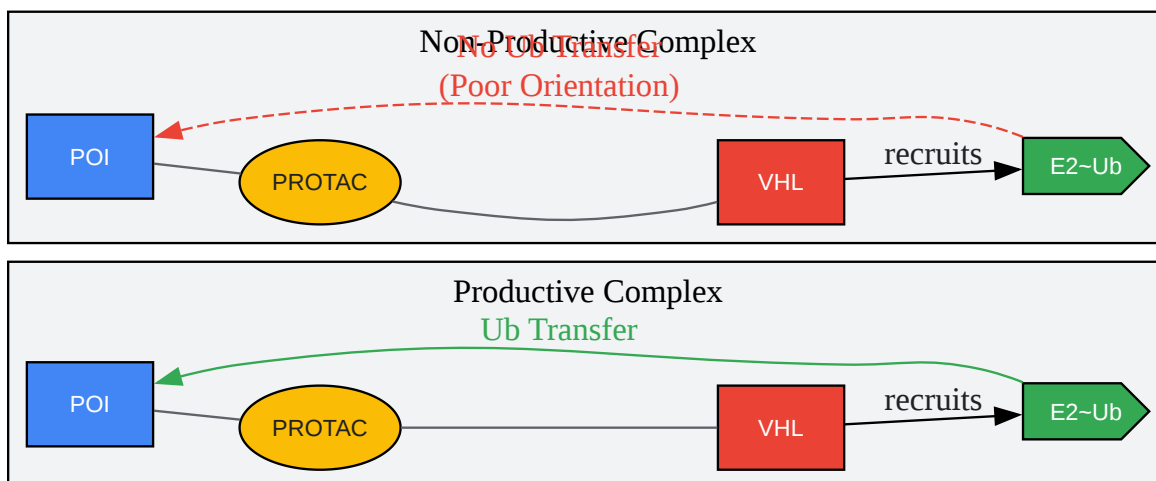 Non-Productive Complex
No Ub Transfer
(Poor Orientation)
POI
PROTAC
VHL
recruits
E2~Ub
Productive Complex
Ub Transfer
POI
PROTAC
VHL
recruits
E2~Ub